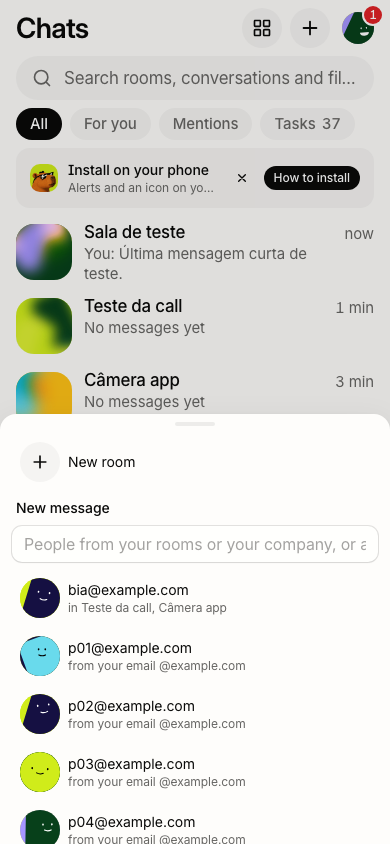 Chats
1
Search rooms, conversations and fil...
All
For you
Mentions
Tasks 37
Install on your phone
Alerts and an icon on yo...
How to install
Sala de teste
now
You: Última mensagem curta de
teste.
Teste da call
1 min
No messages yet
Câmera app
3 min
No messages yet
New room
New message
People from your rooms or your company, or a
bia@example.com
in Teste da call, Câmera app
p01@example.com
from your email @example.com
p02@example.com
from your email @example.com
p03@example.com
from your email @example.com
p04@example.com
from your email @example.com